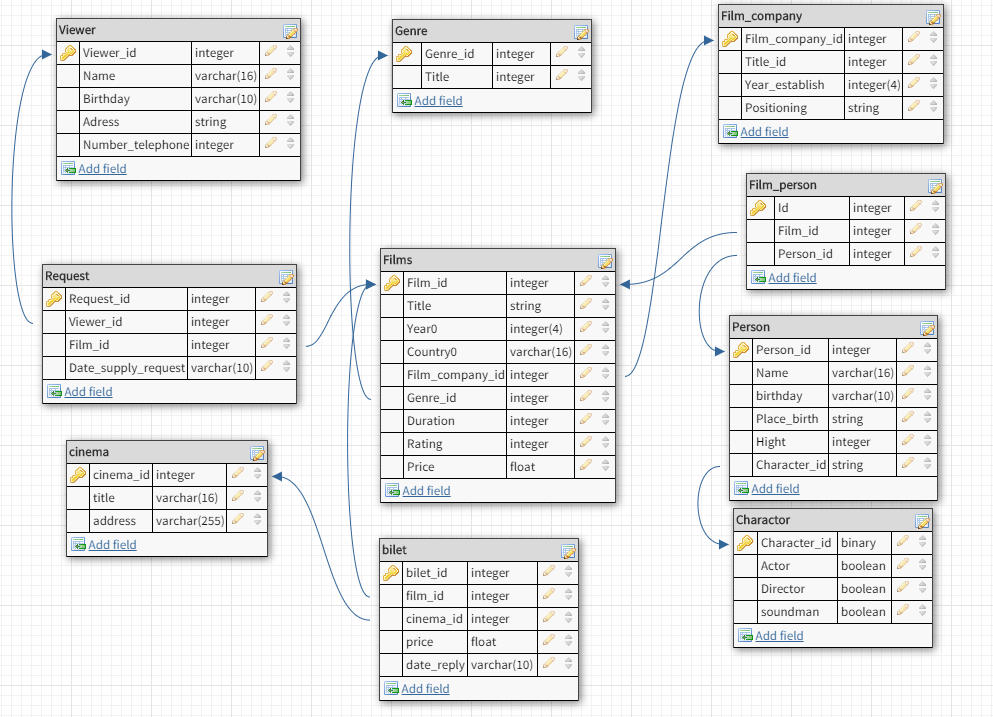 Viewer
Viewer_id integer
Name varchar(16)
Birthday varchar(10)
Adress string
Number_telephone integer
Add field
Genre
Genre_id integer
Title integer
Add field
Film_company
Film_company_id integer
Title_id integer
Year_establish integer(4)
Positioning string
Add field
Film_person
Id integer
Film_id integer
Person_id integer
Add field
Request
Request_id integer
Viewer_id integer
Film_id integer
Date_supply_request varchar(10)
Add field
Films
Film_id integer
Title string
Year0 integer(4)
Country0 varchar(16)
Film_company_id integer
Genre_id integer
Duration integer
Rating integer
Price float
Add field
Person
Person_id integer
Name varchar(16)
birthday varchar(10)
Place_birth string
Hight integer
Character_id string
Add field
cinema
cinema_id integer
title varchar(16)
address varchar(255)
Add field
bilet
bilet_id integer
film_id integer
cinema_id integer
price float
date_reply varchar(10)
Add field
Charactor
Character_id binary
Actor boolean
Director boolean
soundman boolean
Add field